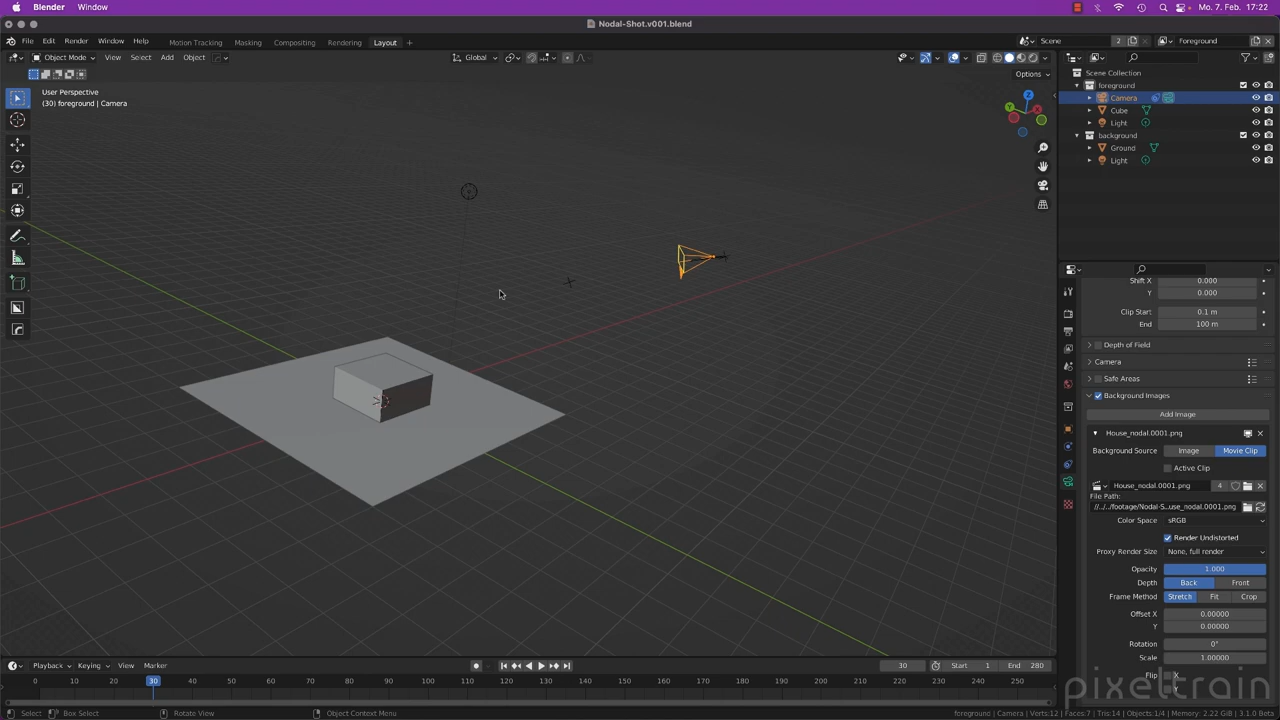 Blender Window Mo. 7. Feb. 17:22
Nodal-Shot.v001.blend
File Edit Render Window Help Motion Tracking Masking Compositing Rendering Layout + Scene 2 Foreground
Object Mode View Select Add Object Global
Options
User Perspective
(30) foreground | Camera
Z
Y
X
Scene Collection
foreground
Camera
Cube
Light
background
Ground
Light
Shift X 0.000
Y 0.000
Clip Start 0.1 m
End 100 m
Depth of Field
Camera
Safe Areas
Background Images
Add Image
House_nodal.0001.png
Background Source Image Movie Clip
Active Clip
House_nodal.0001.png 4
File Path:
//../../footage/Nodal-S..use_nodal.0001.png
Color Space sRGB
Render Undistorted
Proxy Render Size None, full render
Opacity 1.000
Depth Back Front
Frame Method Stretch Fit Crop
Offset X 0.00000
Y 0.00000
Rotation 0°
Scale 1.00000
Flip X
Y
pixeltrain
Playback Keying View Marker 30 Start 1 End 280
0 10 20 30 40 50 60 70 80 90 100 110 120 130 140 150 160 170 180 190 200 210 220 230 240 250
Select Box Select Rotate View Object Context Menu foreground | Camera | Verts:12 | Faces:7 | Tris:14 | Objects:1/4 | Memory: 2.22 GiB | 3.1.0 Beta